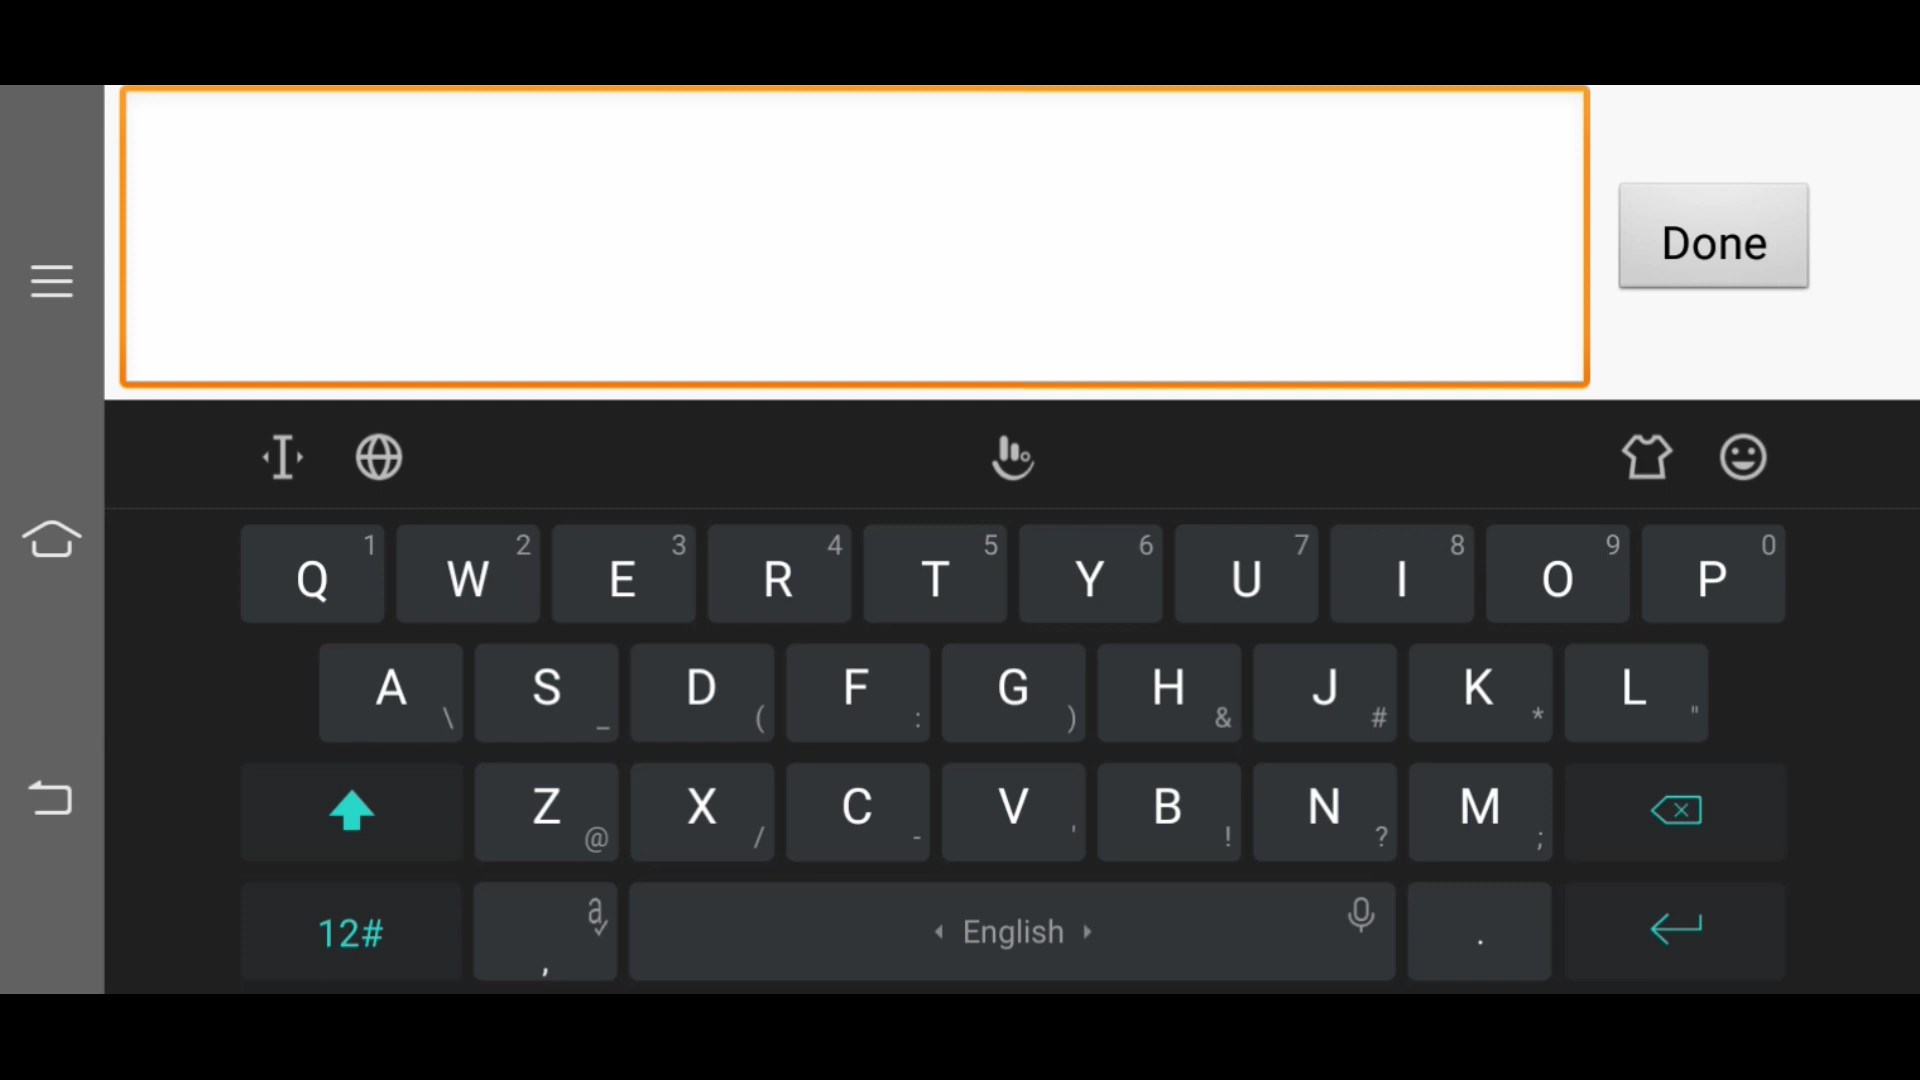 Done
1 2 3 4 5 6 7 8 9 0
Q W E R T Y U I O P
A S D F G H J K L
\ _ ( : ) & # * "
Z X C V B N M
@ / - ' ! ? ;
12# , English .